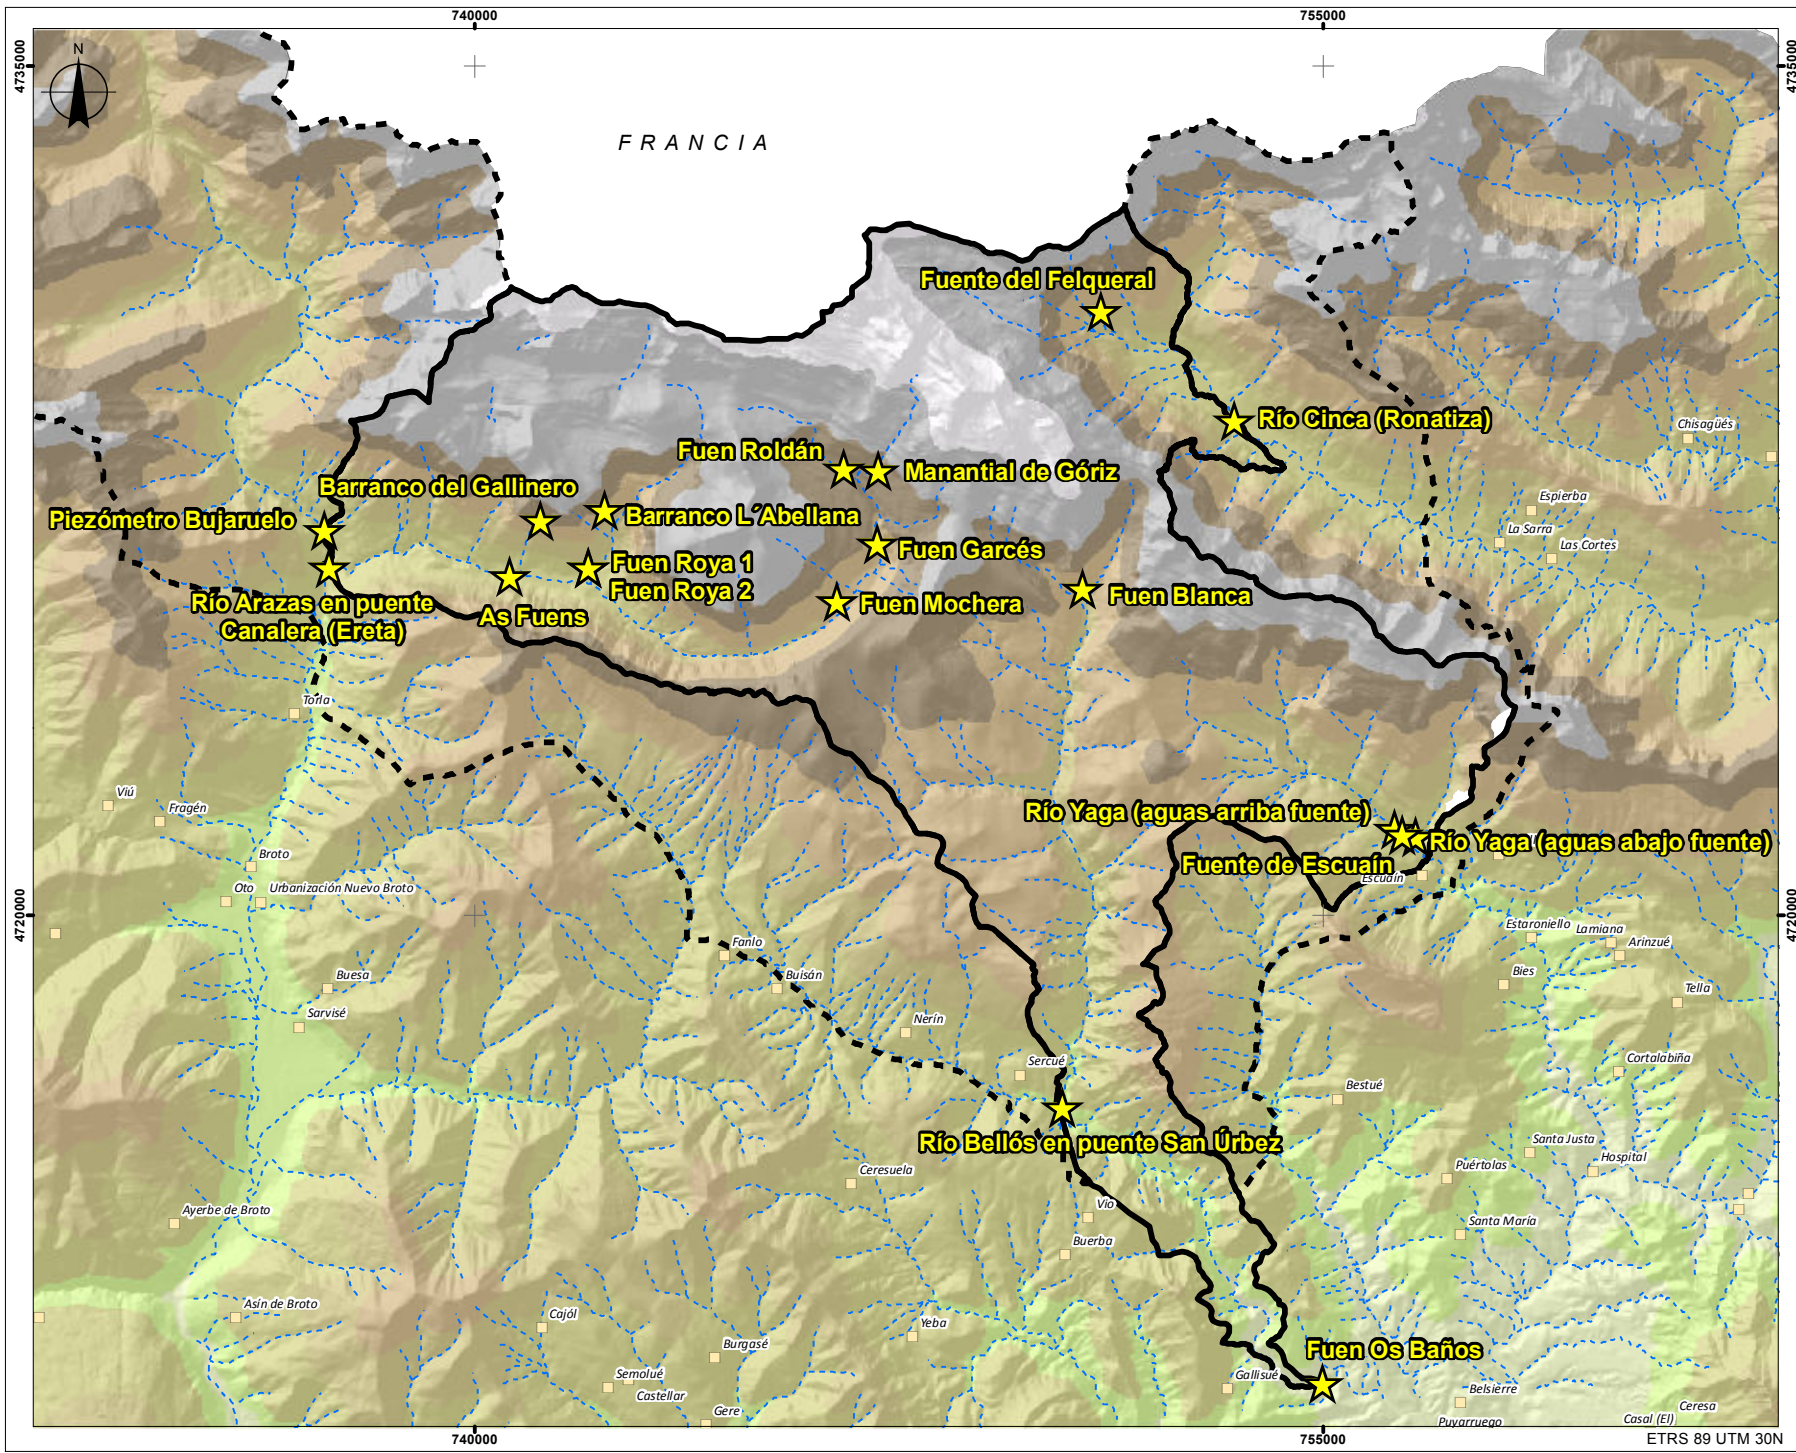 740000
755000
4735000
4735000
N
FRANCIA
Fuente del Felqueral
Río Cinca (Ronatiza)
Chisagüés
Fuen Roldán
Manantial de Góriz
Barranco del Gallinero
Espierba
Piezómetro Bujaruelo
Barranco L´Abellana
La Sarra
Las Cortes
Fuen Garcés
Fuen Roya 1
Fuen Roya 2
Fuen Blanca
Río Arazas en puente
Canalera (Ereta)
As Fuens
Fuen Mochera
Torla
Viú
Fragén
Río Yaga (aguas arriba fuente)
Río Yaga (aguas abajo fuente)
Broto
Fuente de Escuaín
Escuaín
Oto
Urbanización Nuevo Broto
4720000
4720000
Estaroniello
Lamiana
Arinzué
Fanlo
Buesa
Buisán
Bies
Tella
Sarvisé
Nerín
Sercué
Cortalabiña
Bestué
Río Bellós en puente San Úrbez
Santa Justa
Hospital
Ceresuela
Puértolas
Ayerbe de Broto
Vio
Santa María
Buerba
Asín de Broto
Cajól
Yeba
Burgasé
Fuen Os Baños
Semolué
Castellar
Gallisué
Belsierre
Gere
Puyarruego
Casal (El)
Ceresa
740000
755000
ETRS 89 UTM 30N